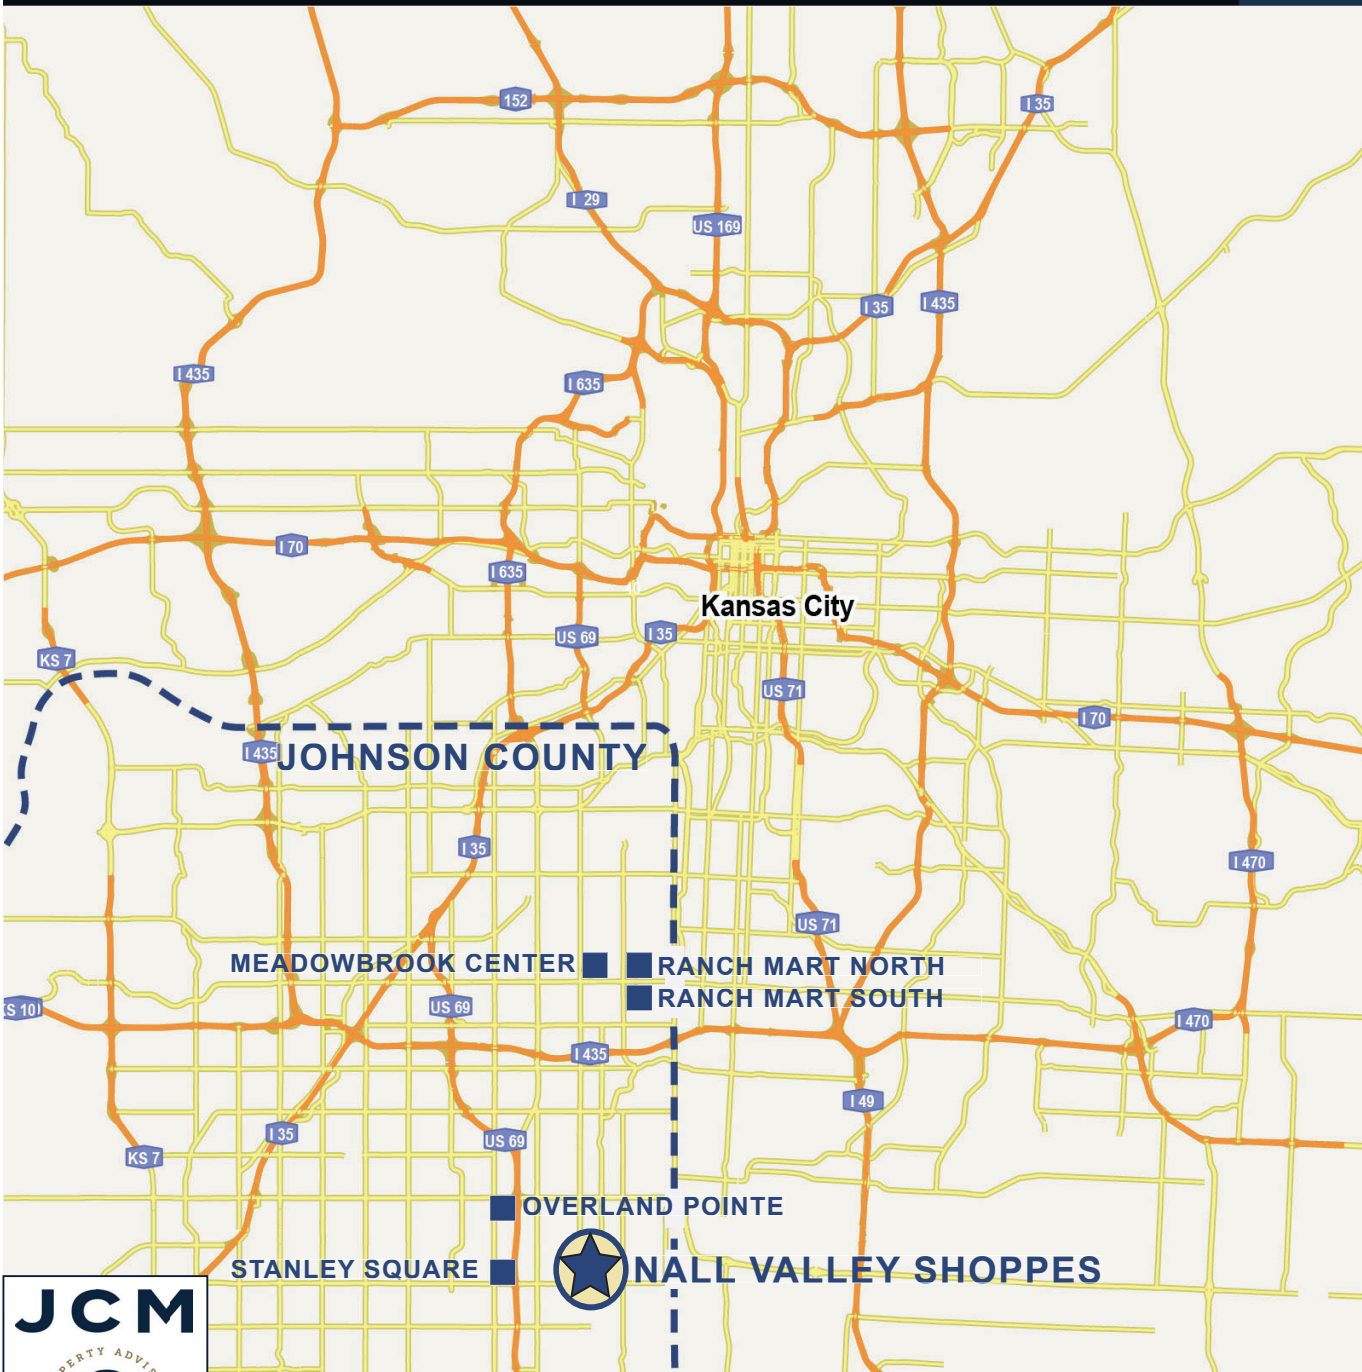 152
I 35
I 29
US 169
I 35
I 435
I 435
I 635
I 70
I 635
Kansas City
US 69
I 35
KS 7
US 71
I 70
I 435
JOHNSON COUNTY
I 35
I 470
US 71
MEADOWBROOK CENTER
RANCH MART NORTH
RANCH MART SOUTH
US 69
KS 10
I 470
I 435
I 49
I 35
US 69
KS 7
OVERLAND POINTE
STANLEY SQUARE
NALL VALLEY SHOPPES
JCM